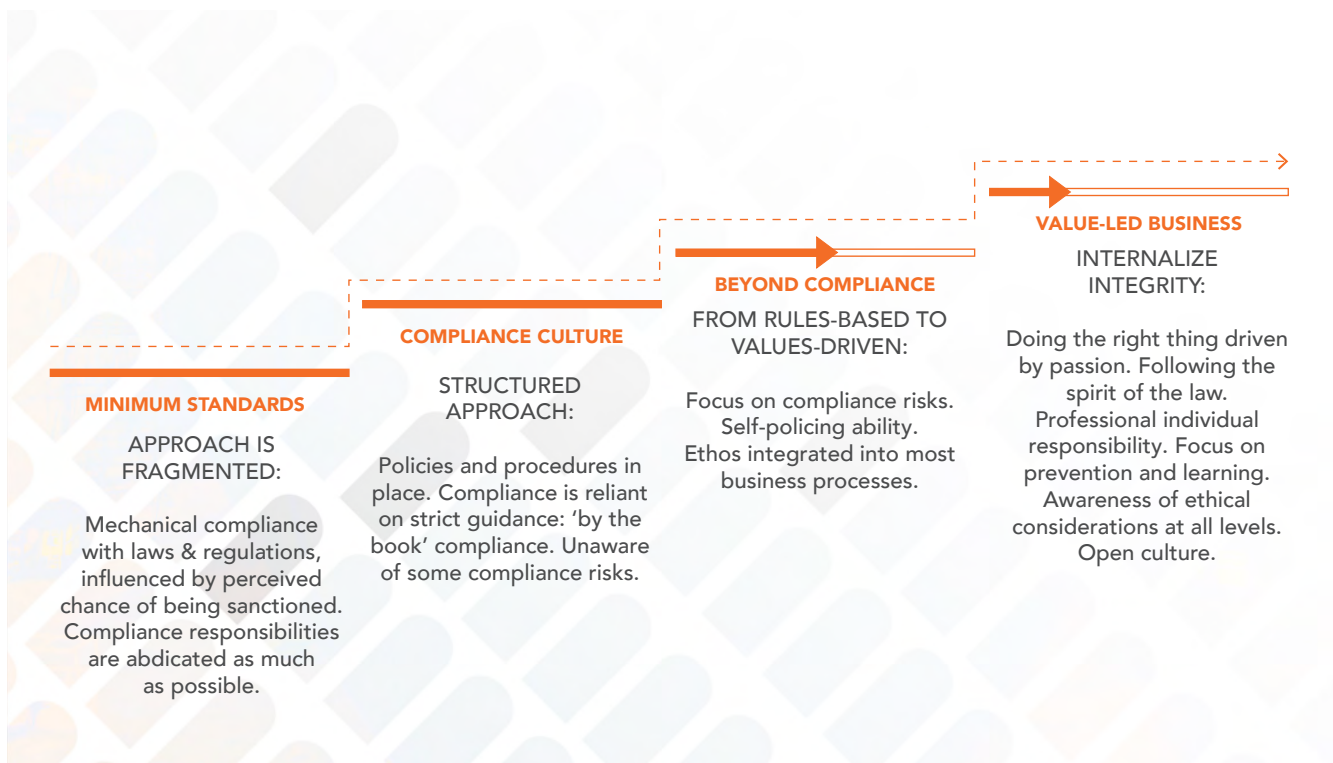 MINIMUM STANDARDS
APPROACH IS
FRAGMENTED:
Mechanical compliance
with laws & regulations,
influenced by perceived
chance of being sanctioned.
Compliance responsibilities
are abdicated as much
as possible.
COMPLIANCE CULTURE
STRUCTURED
APPROACH:
Policies and procedures in
place. Compliance is reliant
on strict guidance: ‘by the
book’ compliance. Unaware
of some compliance risks.
BEYOND COMPLIANCE
FROM RULES-BASED TO
VALUES-DRIVEN:
Focus on compliance risks.
Self-policing ability.
Ethos integrated into most
business processes.
VALUE-LED BUSINESS
INTERNALIZE
INTEGRITY:
Doing the right thing driven
by passion. Following the
spirit of the law.
Professional individual
responsibility. Focus on
prevention and learning.
Awareness of ethical
considerations at all levels.
Open culture.